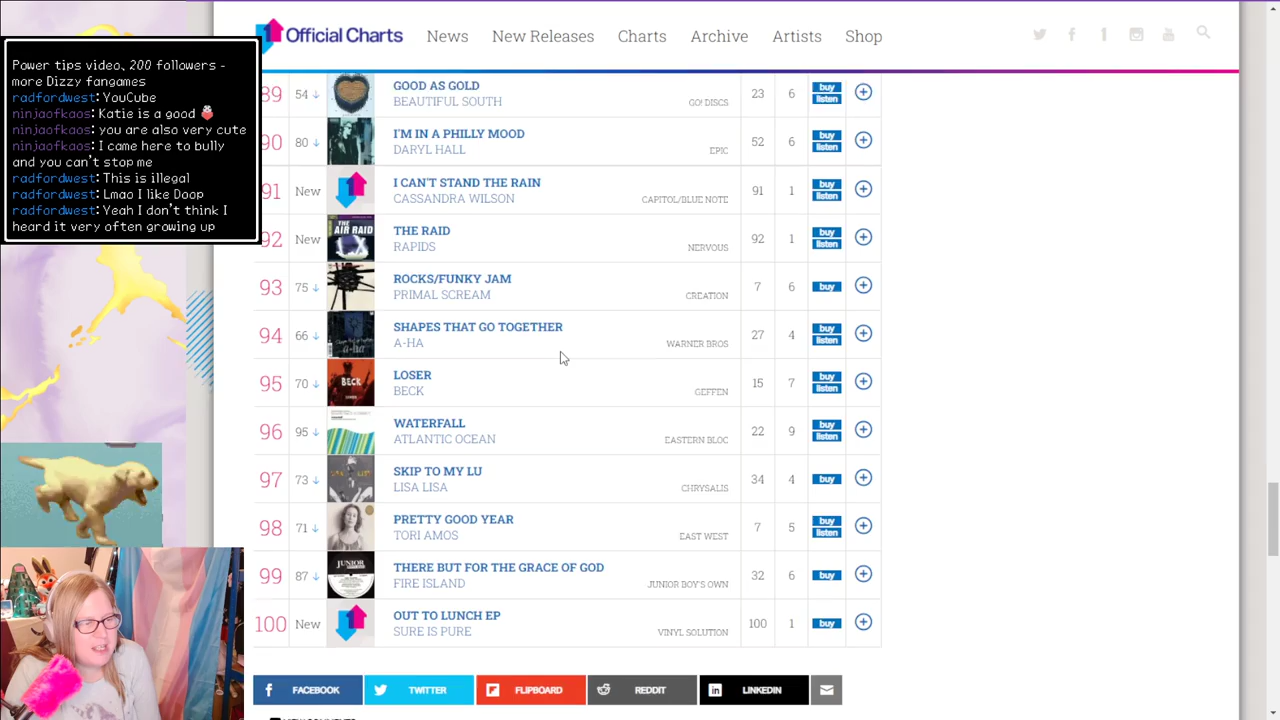 Official Charts News New Releases Charts Archive Artists Shop
Power tips video, 200 followers -
more Dizzy fangames
radfordwest: YouCube
ninjaofkaos: Katie is a good
ninjaofkaos: you are also very cute
ninjaofkaos: I came here to bully
and you can't stop me
radfordwest: This is illegal
radfordwest: Lmao I like Doop
radfordwest: Yeah I don't think I
heard it very often growing up
89 54 ↓ GOOD AS GOLD
BEAUTIFUL SOUTH GO! DISCS 23 6 buy
listen
90 80 ↓ I'M IN A PHILLY MOOD
DARYL HALL EPIC 52 6 buy
listen
91 New I CAN'T STAND THE RAIN
CASSANDRA WILSON CAPITOL/BLUE NOTE 91 1 buy
listen
92 New THE RAID
RAPIDS NERVOUS 92 1 buy
listen
93 75 ↓ ROCKS/FUNKY JAM
PRIMAL SCREAM CREATION 7 6 buy
94 66 ↓ SHAPES THAT GO TOGETHER
A-HA WARNER BROS 27 4 buy
listen
95 70 ↓ LOSER
BECK GEFFEN 15 7 buy
listen
96 95 ↓ WATERFALL
ATLANTIC OCEAN EASTERN BLOC 22 9 buy
listen
97 73 ↓ SKIP TO MY LU
LISA LISA CHRYSALIS 34 4 buy
98 71 ↓ PRETTY GOOD YEAR
TORI AMOS EAST WEST 7 5 buy
listen
99 87 ↓ THERE BUT FOR THE GRACE OF GOD
FIRE ISLAND JUNIOR BOY'S OWN 32 6 buy
100 New OUT TO LUNCH EP
SURE IS PURE VINYL SOLUTION 100 1 buy
FACEBOOK TWITTER FLIPBOARD REDDIT LINKEDIN